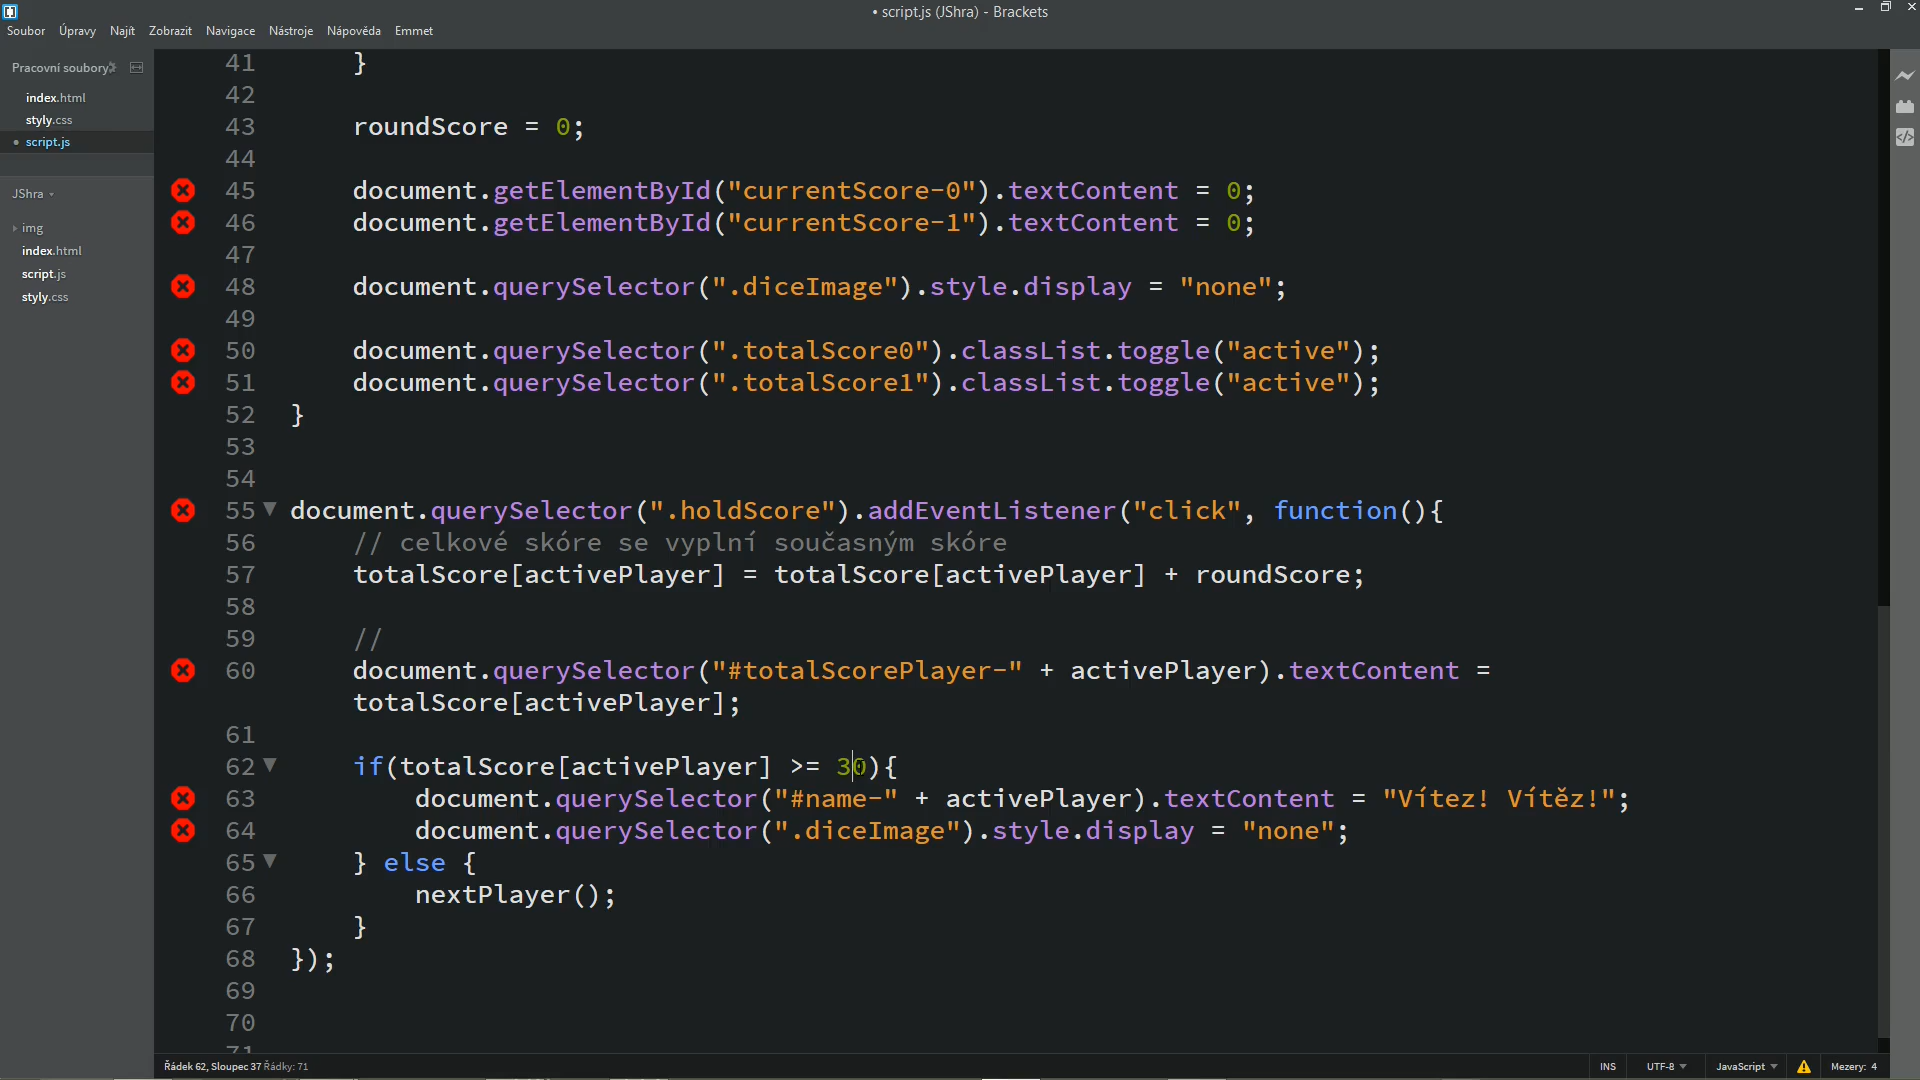 • script.js (JShra) - Brackets
Soubor Úpravy Najít Zobrazit Navigace Nástroje Nápověda Emmet
Pracovní soubory
index.html
styly.css
• script.js
JShra
img
index.html
script.js
styly.css
41 }
42
43 roundScore = 0;
44
45 document.getElementById("currentScore-0").textContent = 0;
46 document.getElementById("currentScore-1").textContent = 0;
47
48 document.querySelector(".diceImage").style.display = "none";
49
50 document.querySelector(".totalScore0").classList.toggle("active");
51 document.querySelector(".totalScore1").classList.toggle("active");
52 }
53
54
55 document.querySelector(".holdScore").addEventListener("click", function(){
56 // celkové skóre se vyplní současným skóre
57 totalScore[activePlayer] = totalScore[activePlayer] + roundScore;
58
59 //
60 document.querySelector("#totalScorePlayer-" + activePlayer).textContent =
totalScore[activePlayer];
61
62 if(totalScore[activePlayer] >= 30){
63 document.querySelector("#name-" + activePlayer).textContent = "Vítez! Vítěz!";
64 document.querySelector(".diceImage").style.display = "none";
65 } else {
66 nextPlayer();
67 }
68 });
69
70
71
Řádek 62, Sloupec 37 Řádky: 71 INS UTF-8 JavaScript Mezery: 4